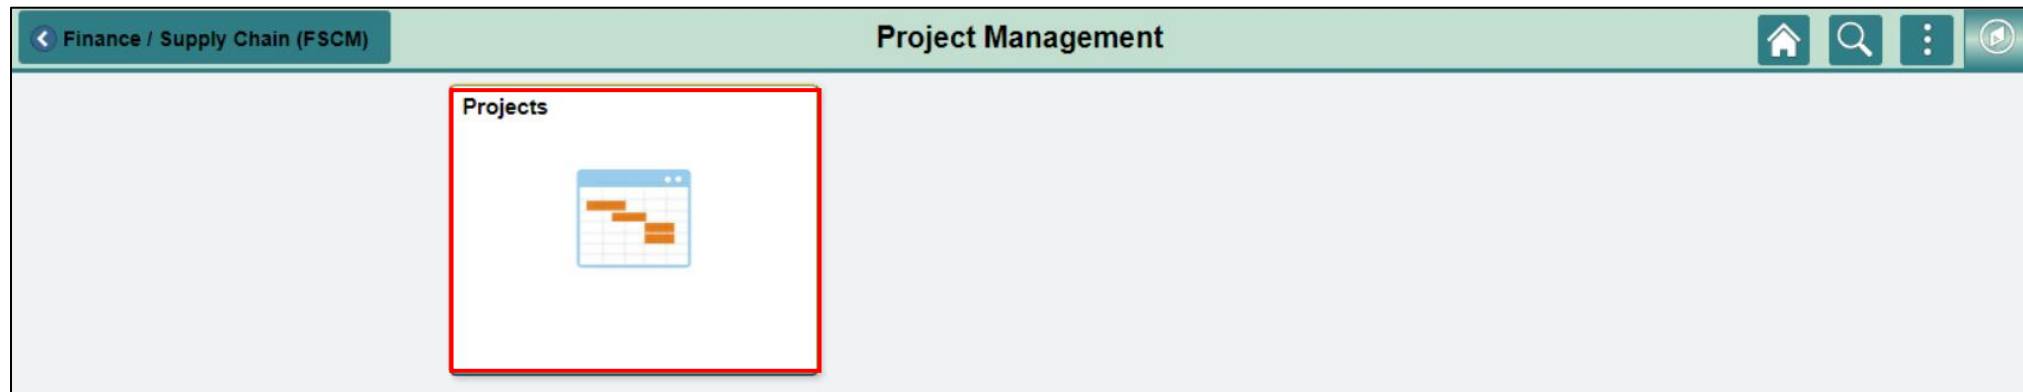 Finance / Supply Chain (FSCM)
Project Management
Projects